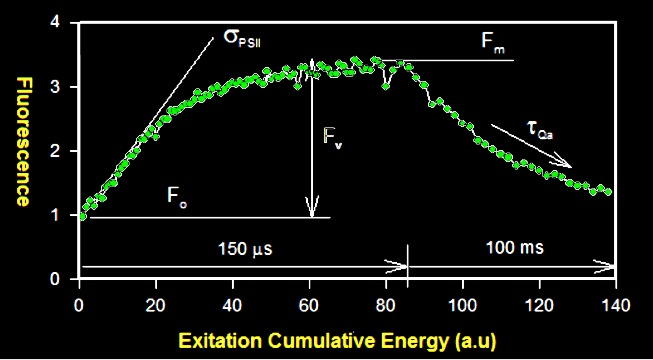 Fluorescence
4
3
2
1
0
σPSII
Fm
Fv
τQa
Fo
150 μs
100 ms
0 20 40 60 80 100 120 140
Exitation Cumulative Energy (a.u)